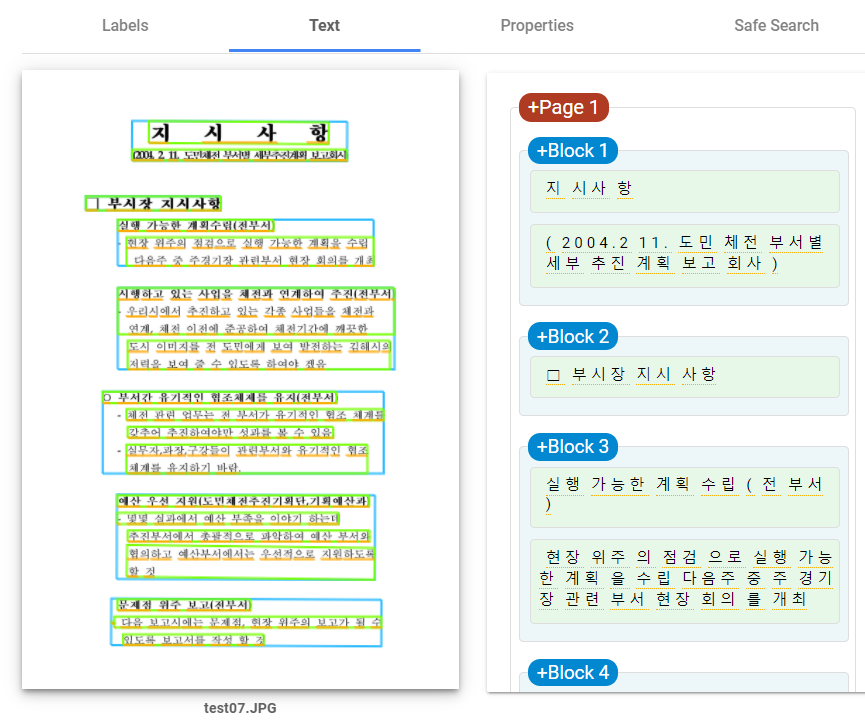 Labels
Text
Properties
Safe Search
지 시 사 항
(2004. 2. 11. 도민체전 부서별 세부추진계획 보고회시
□ 부시장 지시사항
실행 가능한 계획수립(전부서)
- 현장 위주의 점검으로 실행 가능한 계획을 수립
다음주 중 주경기장 관련부서 현장 회의를 개최
시행하고 있는 사업을 체전과 연계하여 추진(전부서)
- 우리시에서 추진하고 있는 각종 사업들을 체전과
연계, 체전 이전에 준공하여 체전기간에 깨끗한
도시 이미지를 전 도민에게 보여 발전하는 김해시의
저력을 보여 줄 수 있도록 하여야 겠음
○ 부서간 유기적인 협조체제를 유지(전부서)
- 체전 관련 업무는 전 부서가 유기적인 협조 체계를
갖추어 추진하여야만 성과를 볼 수 있음
- 실무자,과장,구강들이 관련부서와 유기적인 협조
체계를 유지하기 바람.
예산 우선 지원(도민체전추진기획단,기획예산과)
- 몇몇 실과에서 예산 부족을 이야기 하는데
추진부서에서 총괄적으로 파악하여 예산 부서와
협의하고 예산부서에서는 우선적으로 지원하도록
할 것
문제점 위주 보고(전부서)
- 다음 보고시에는 문제점, 현장 위주의 보고가 될 수
있도록 보고서를 작성 할 것
test07.JPG
+Page 1
+Block 1
지 시사 항
( 2004.2 11. 도민 체전 부서별
세부 추진 계획 보고 회사 )
+Block 2
□ 부시장 지시 사항
+Block 3
실행 가능한 계획 수립 ( 전 부서
)
현장 위주 의 점검 으로 실행 가능
한 계획 을 수립 다음주 중 주 경기
장 관련 부서 현장 회의 를 개최
+Block 4